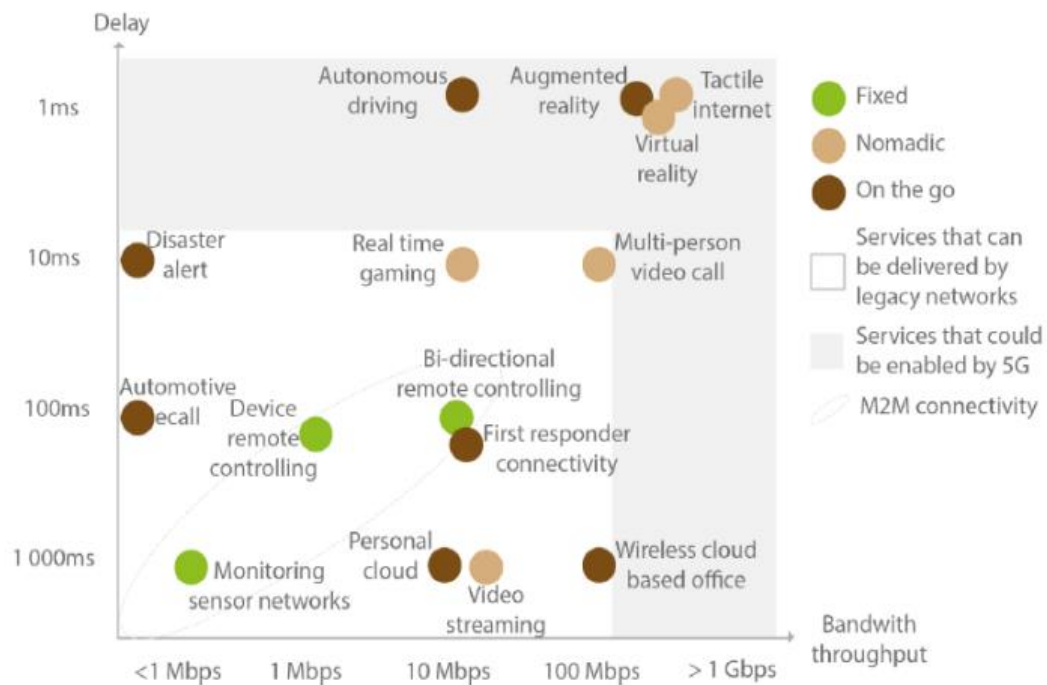 Delay
1ms
10ms
100ms
1 000ms
Autonomous
driving
Augmented
reality
Tactile
internet
Virtual
reality
Disaster
alert
Real time
gaming
Multi-person
video call
Bi-directional
remote controlling
Automotive
ecall
Device
remote
controlling
First responder
connectivity
Monitoring
sensor networks
Personal
cloud
Video
streaming
Wireless cloud
based office
<1 Mbps
1 Mbps
10 Mbps
100 Mbps
> 1 Gbps
Bandwith
throughput
Fixed
Nomadic
On the go
Services that can
be delivered by
legacy networks
Services that could
be enabled by 5G
M2M connectivity